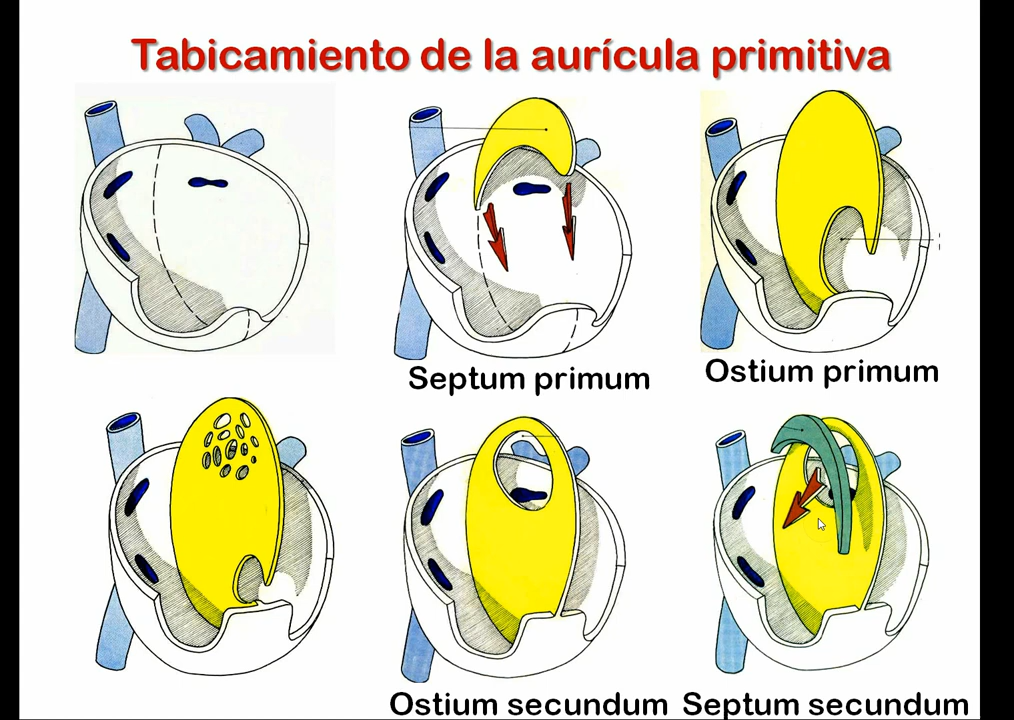 Tabicamiento de la aurícula primitiva
Septum primum
Ostium primum
Ostium secundum
Septum secundum